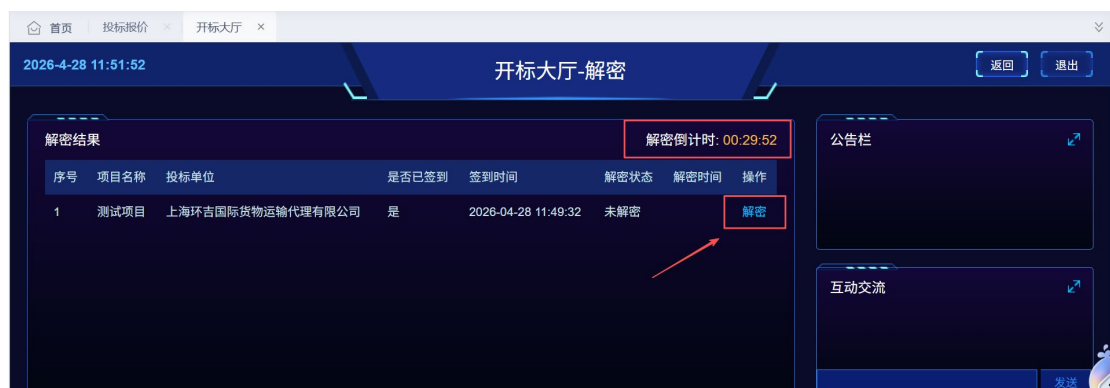 首页 投标报价 × 开标大厅 ×
2026-4-28 11:51:52
开标大厅-解密
返回 退出
解密结果
解密倒计时: 00:29:52
序号 项目名称 投标单位 是否已签到 签到时间 解密状态 解密时间 操作
1 测试项目 上海环吉国际货物运输代理有限公司 是 2026-04-28 11:49:32 未解密 解密
公告栏
互动交流
发送